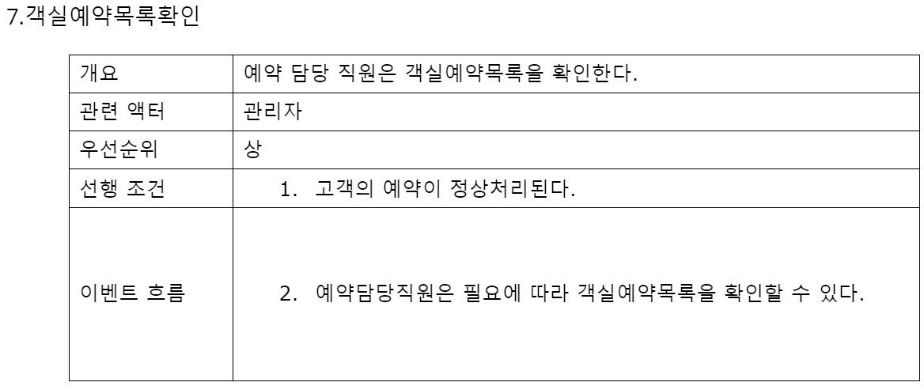 7.객실예약목록확인
개요 예약 담당 직원은 객실예약목록을 확인한다.
관련 액터 관리자
우선순위 상
선행 조건 1. 고객의 예약이 정상처리된다.
이벤트 흐름 2. 예약담당직원은 필요에 따라 객실예약목록을 확인할 수 있다.